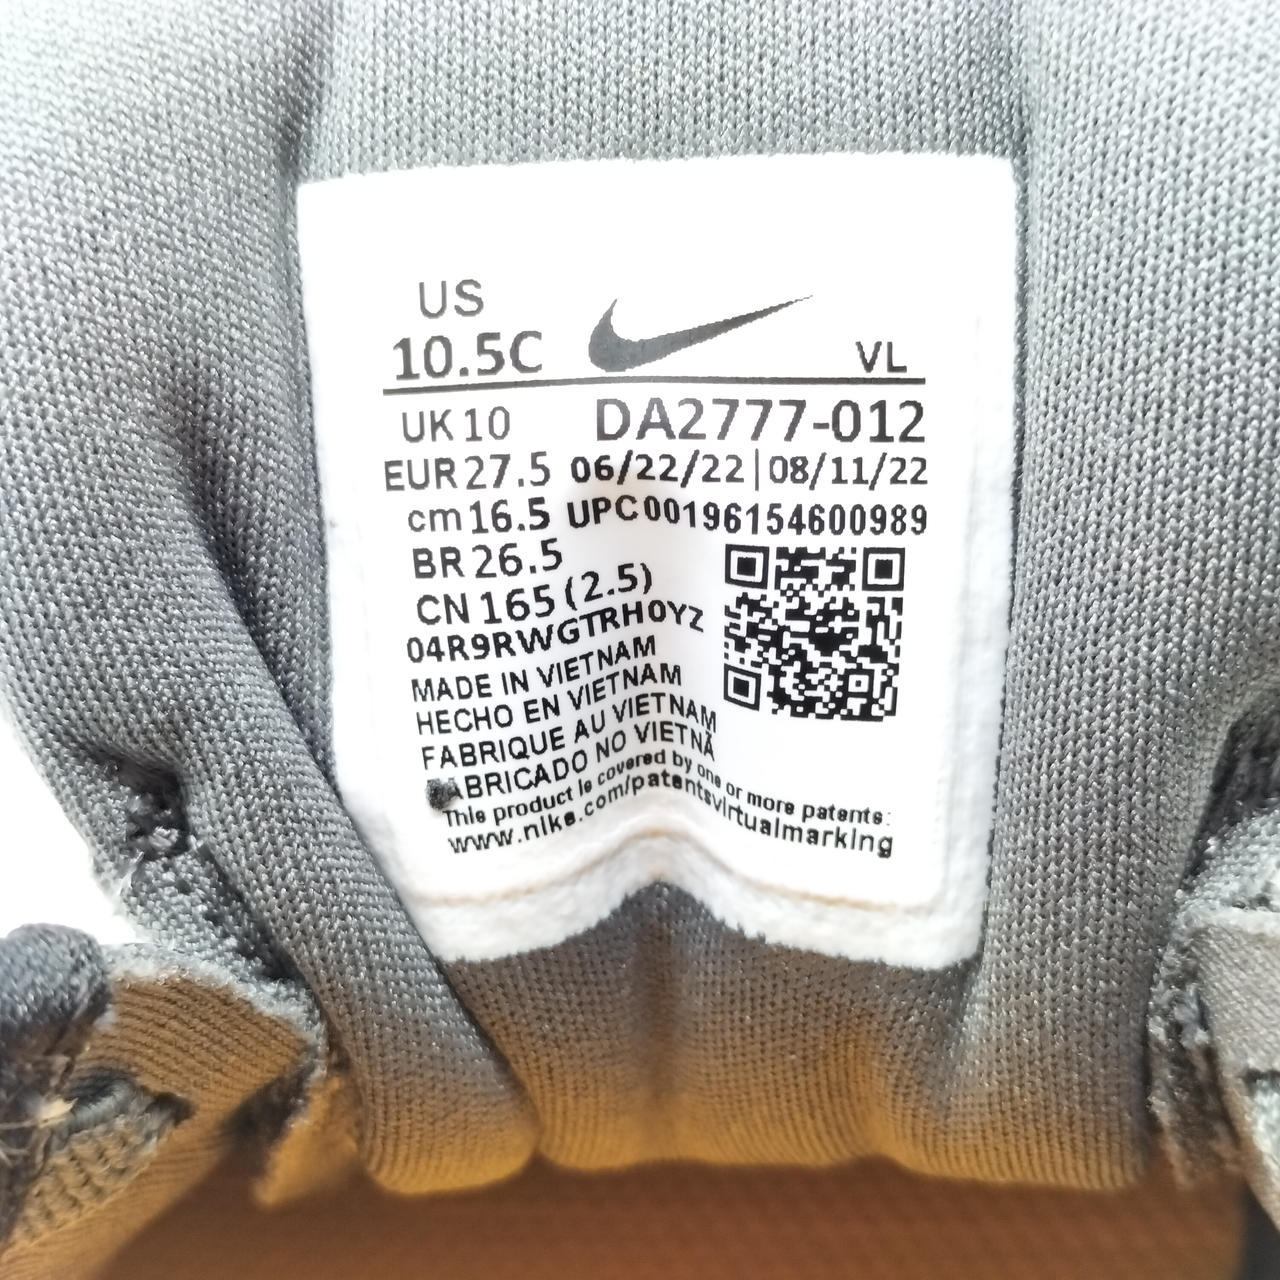 US
10.5C VL
UK 10 DA2777-012
EUR 27.5 06/22/22|08/11/22
cm 16.5 UPC00196154600989
BR 26.5
CN 165 (2.5)
04R9RWGTRH0YZ
MADE IN VIETNAM
HECHO EN VIETNAM
FABRIQUE AU VIETNAM
FABRICADO NO VIETNÃ
This product is covered by one or more patents:
www.nike.com/patentsvirtualmarking